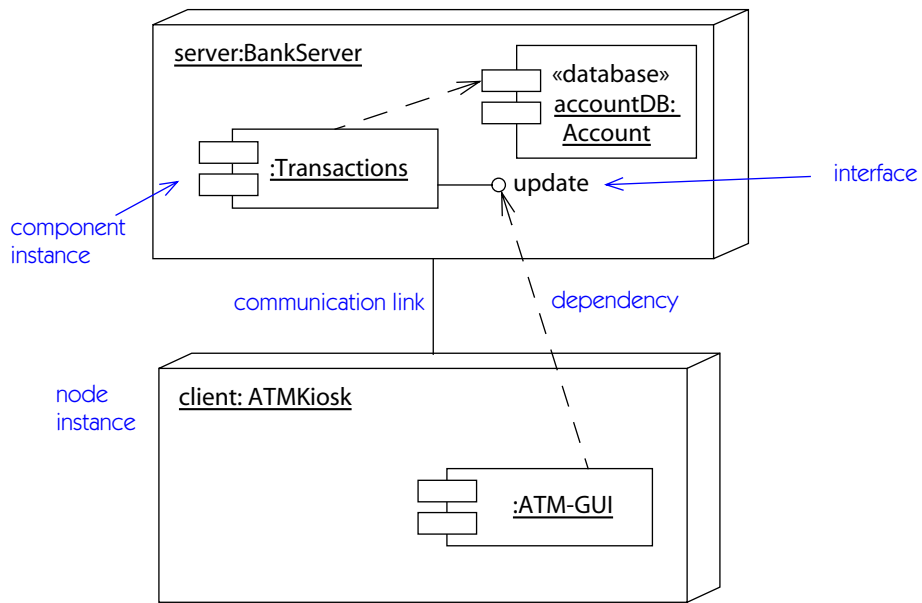 server:BankServer
«database»
accountDB:
Account
:Transactions
update
interface
component
instance
communication link
dependency
node
instance
client: ATMKiosk
:ATM-GUI